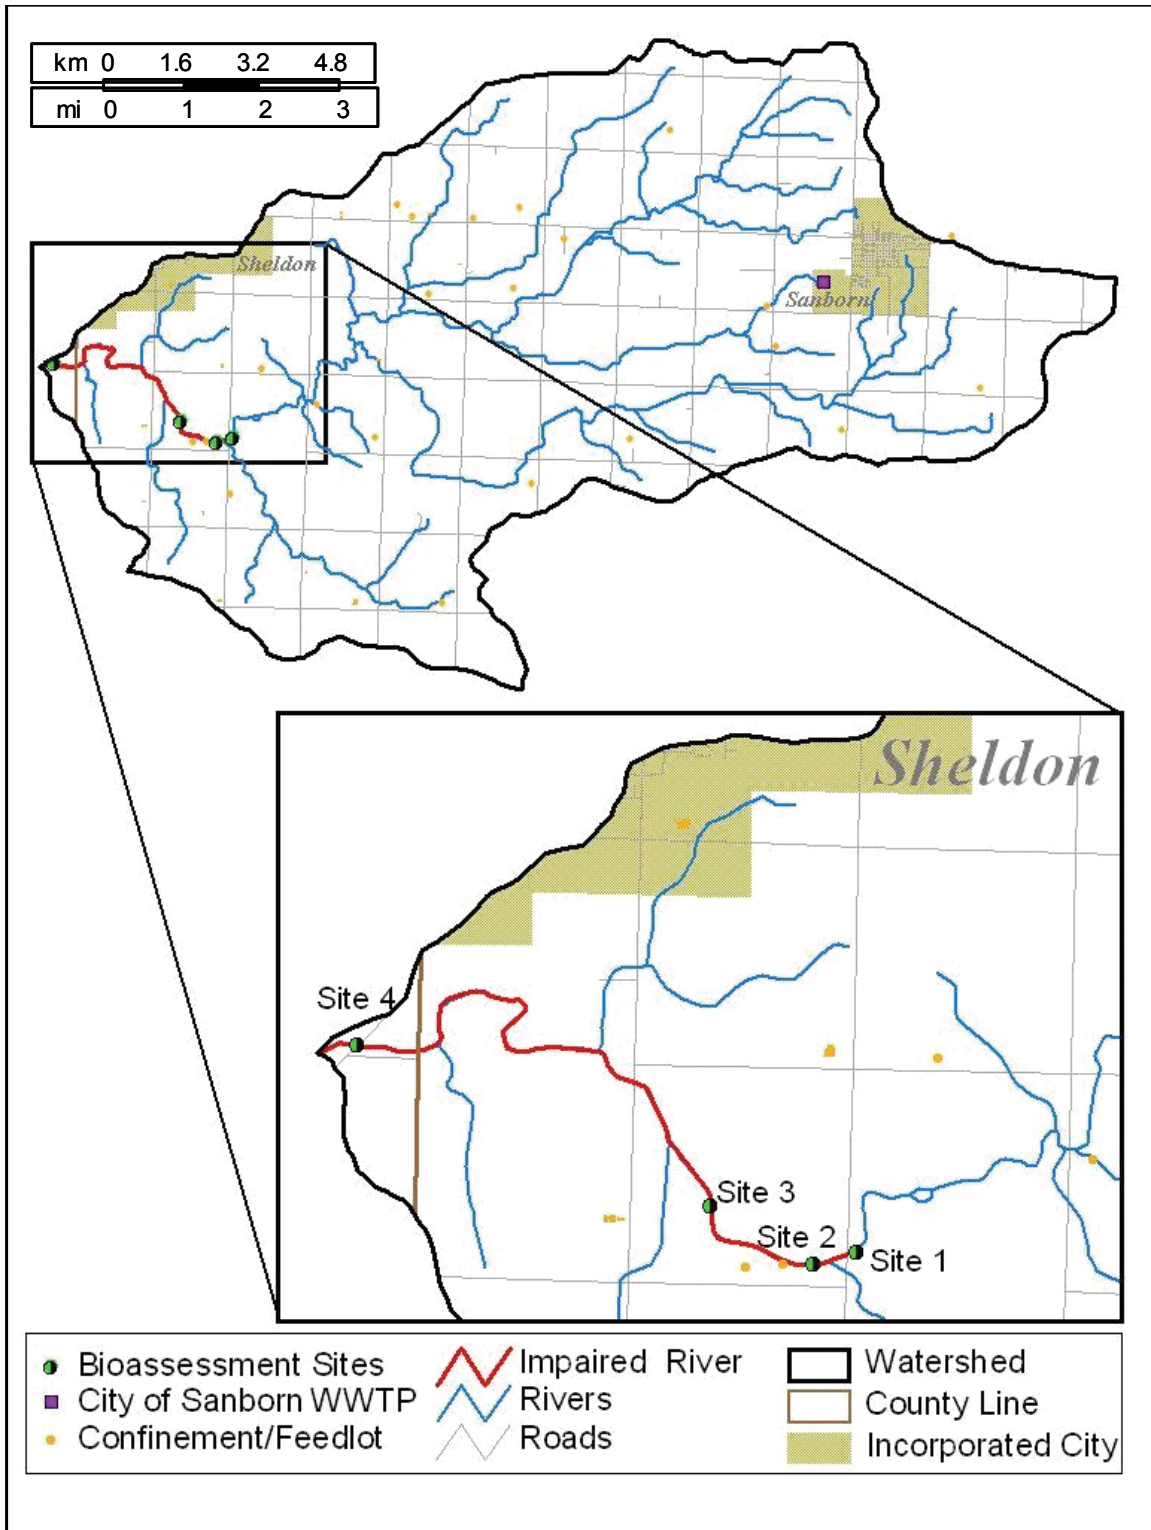 km 0 1.6 3.2 4.8
mi 0 1 2 3
Sheldon
Sanborn
Sheldon
Site 4
Site 3
Site 2
Site 1
Bioassessment Sites
City of Sanborn WWTP
Confinement/Feedlot
Impaired River
Rivers
Roads
Watershed
County Line
Incorporated City